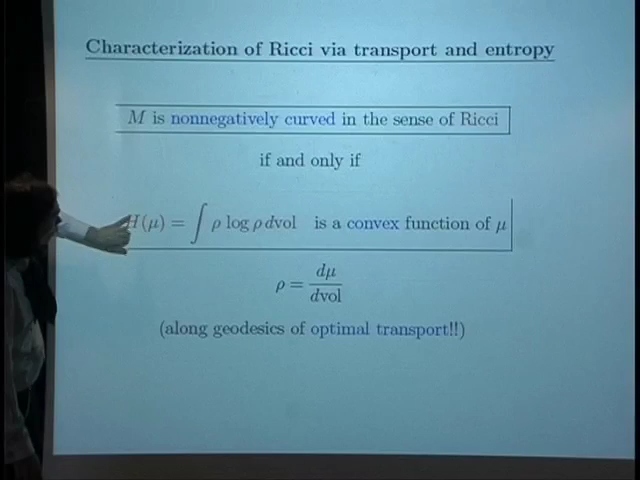 Characterization of Ricci via transport and entropy
M is nonnegatively curved in the sense of Ricci
if and only if
H(μ) = ∫ ρ log ρ dvol is a convex function of μ
ρ = dμ / dvol
(along geodesics of optimal transport!!)